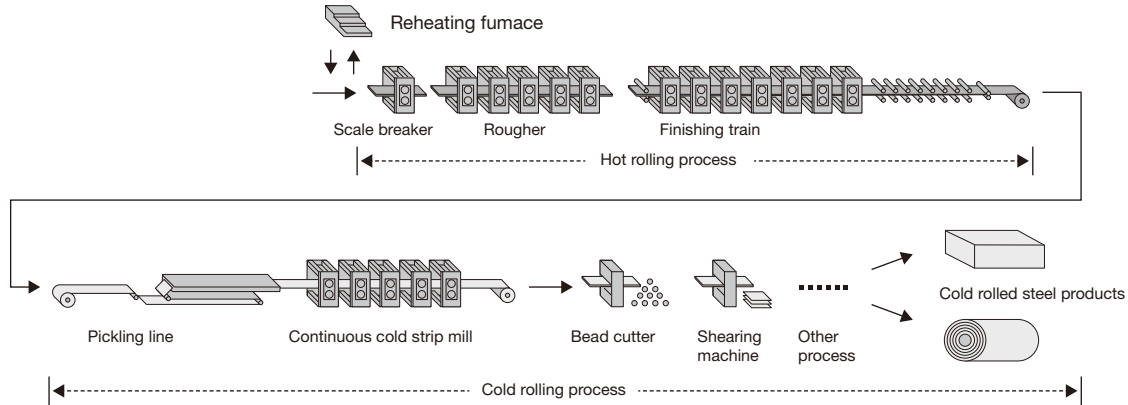 Reheating fumace
Scale breaker
Rougher
Finishing train
Hot rolling process
Cold rolled steel products
Pickling line
Continuous cold strip mill
Bead cutter
Shearing
machine
Other
process
Cold rolling process